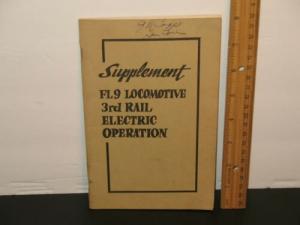 Supplement
FL9 LOCOMOTIVE
3rd RAIL
ELECTRIC
OPERATION